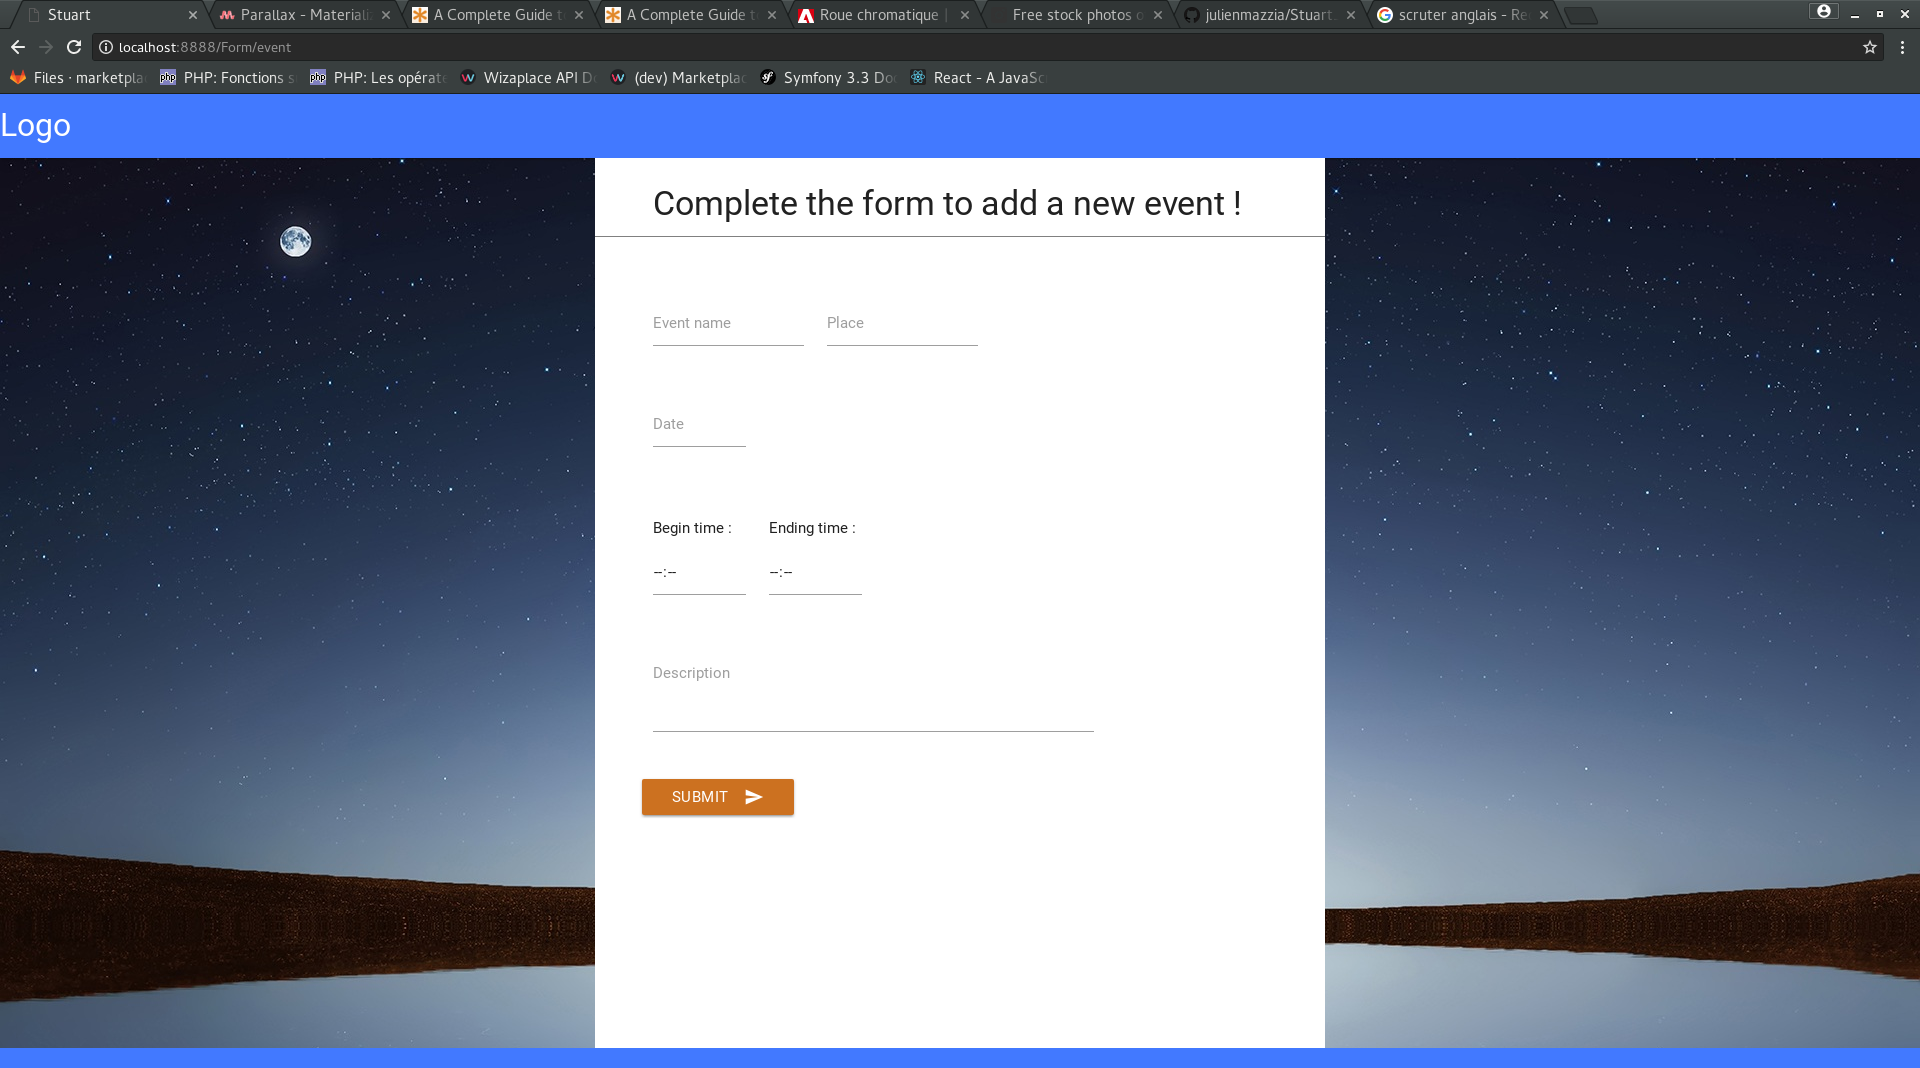 Stuart
Parallax - Materializ
A Complete Guide t
A Complete Guide t
Roue chromatique |
Free stock photos o
julienmazzia/Stuart.
scruter anglais - Re
localhost:8888/Form/event
Files · marketpla
PHP: Fonctions s
PHP: Les opérate
Wizaplace API D
(dev) Marketplac
Symfony 3.3 Do
React - A JavaSc
Logo
Complete the form to add a new event !
Event name
Place
Date
Begin time :
Ending time :
--:--
--:--
Description
SUBMIT